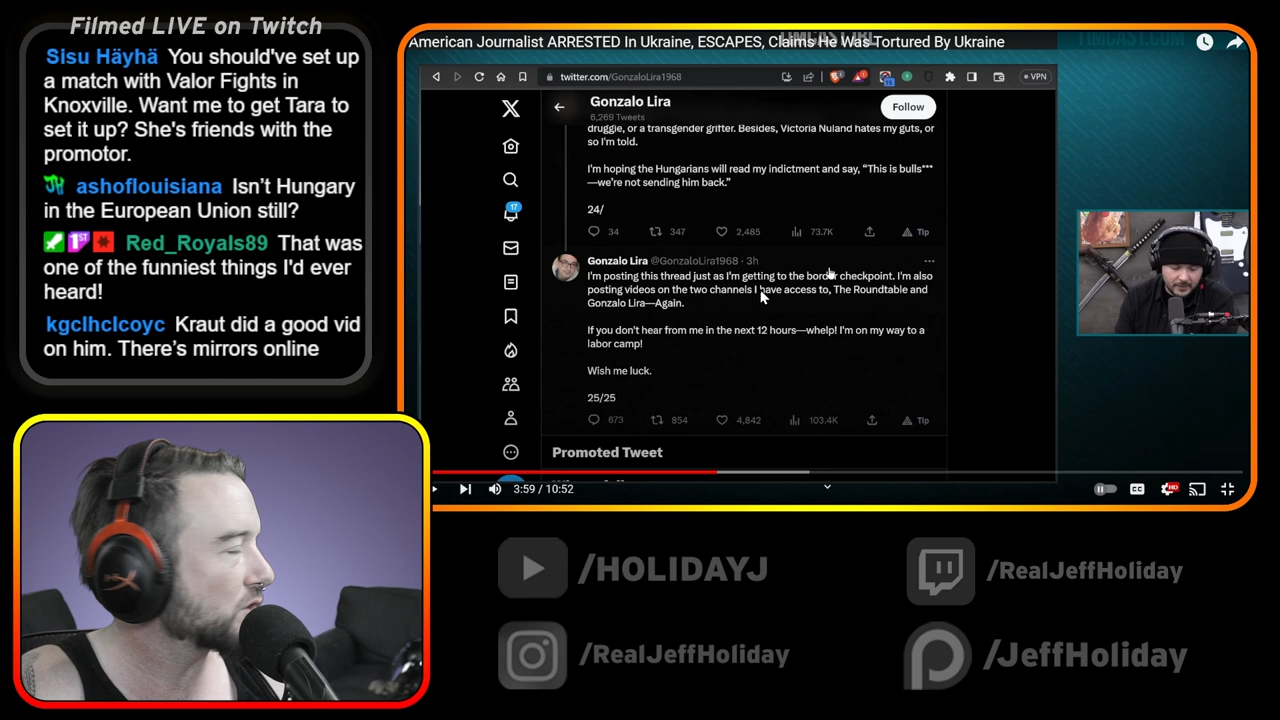 Filmed LIVE on Twitch
Sisu Häyhä You should've set up
a match with Valor Fights in
Knoxville. Want me to get Tara to
set it up? She's friends with the
promotor.
ashoflouisiana Isn't Hungary
in the European Union still?
1ST Red_Royals89 That was
one of the funniest things I'd ever
heard!
kgclhclcoyc Kraut did a good vid
on him. There's mirrors online
American Journalist ARRESTED In Ukraine, ESCAPES, Claims He Was Tortured By Ukraine
TIMCAST.COM
twitter.com/GonzaloLira1968
VPN
Gonzalo Lira
6,269 Tweets
Follow
druggie, or a transgender grifter. Besides, Victoria Nuland hates my guts, or
so I'm told.
I'm hoping the Hungarians will read my indictment and say, "This is bulls***
—we're not sending him back."
24/
34 347 2,485 73.7K Tip
17
Gonzalo Lira @GonzaloLira1968 · 3h
I'm posting this thread just as I'm getting to the border checkpoint. I'm also
posting videos on the two channels I have access to, The Roundtable and
Gonzalo Lira—Again.
If you don't hear from me in the next 12 hours—whelp! I'm on my way to a
labor camp!
Wish me luck.
25/25
673 854 4,842 103.4K Tip
Promoted Tweet
3:59 / 10:52
CC HD
/HOLIDAYJ
/RealJeffHoliday
/RealJeffHoliday
/JeffHoliday